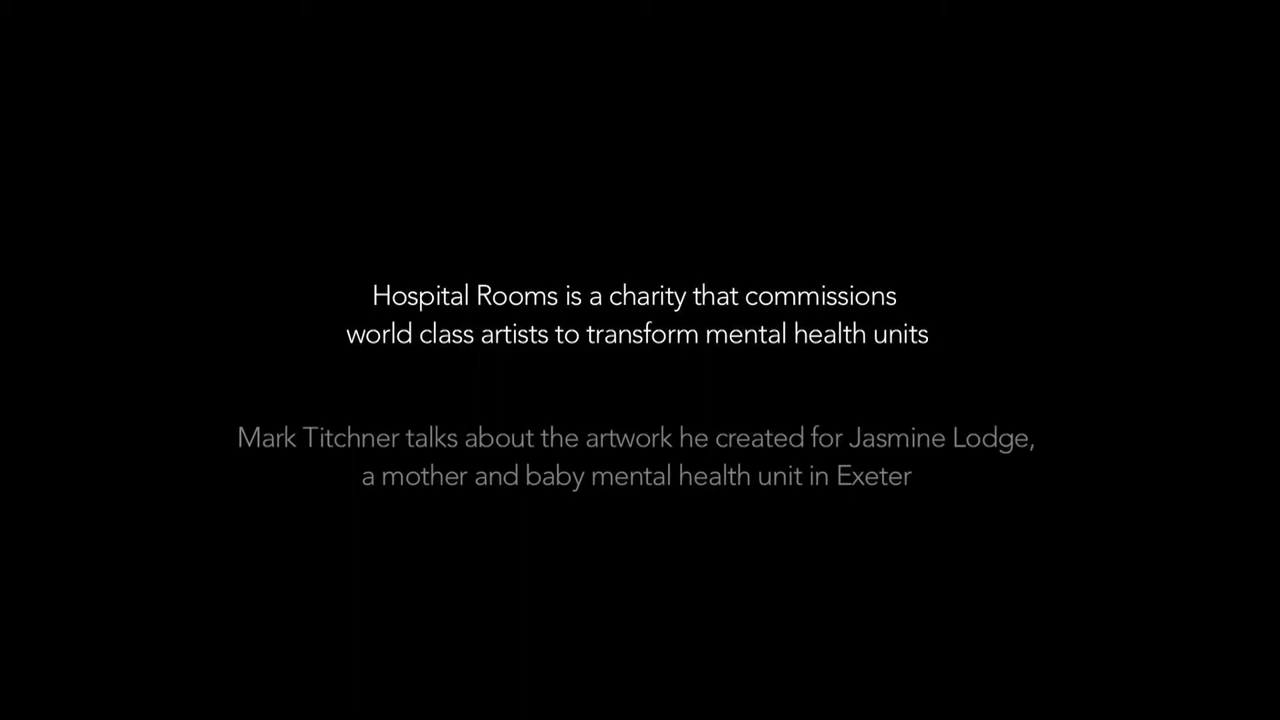 Hospital Rooms is a charity that commissions
world class artists to transform mental health units
Mark Titchner talks about the artwork he created for Jasmine Lodge,
a mother and baby mental health unit in Exeter